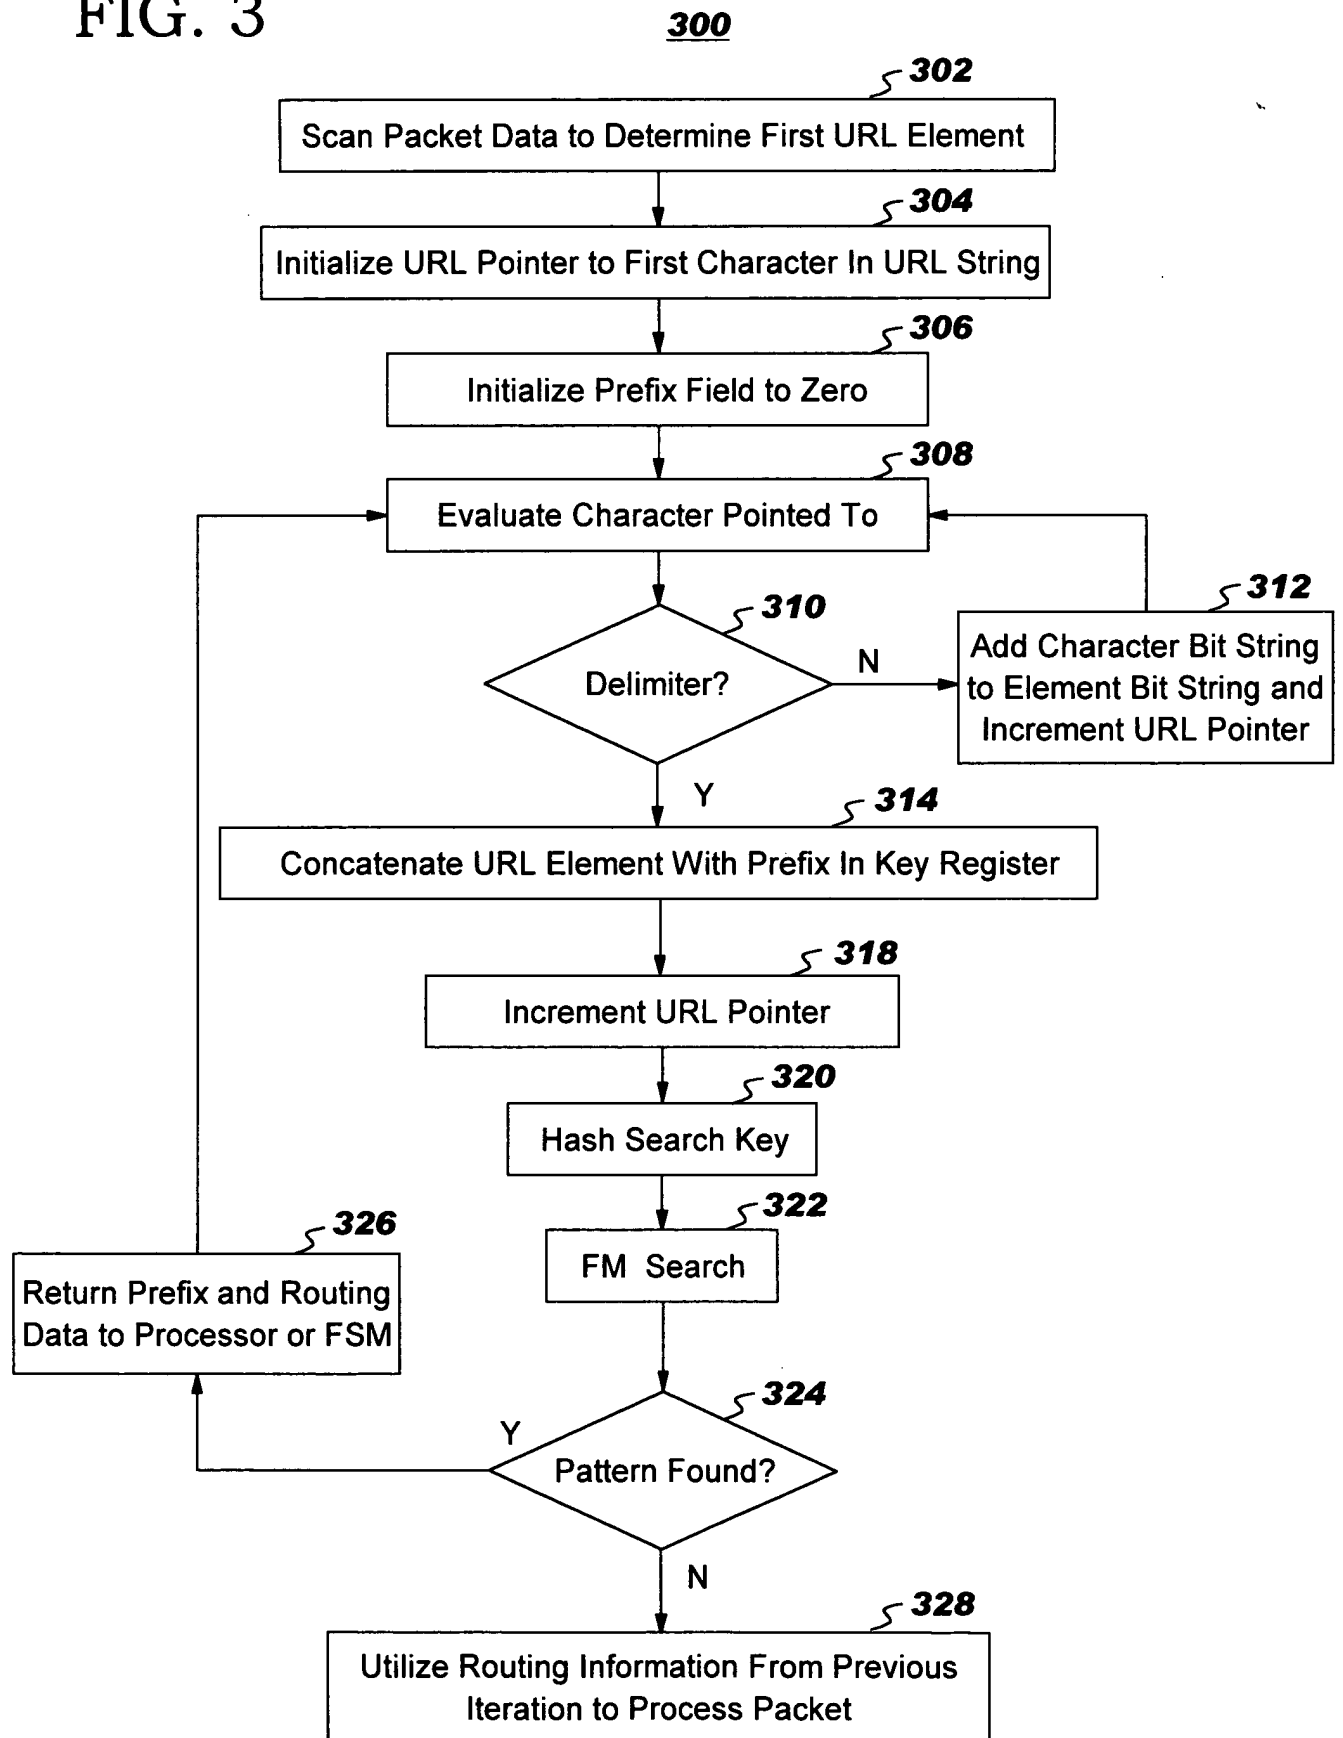 FIG. 3
300
302
Scan Packet Data to Determine First URL Element
304
Initialize URL Pointer to First Character In URL String
306
Initialize Prefix Field to Zero
308
Evaluate Character Pointed To
310
Delimiter?
N
312
Add Character Bit String
to Element Bit String and
Increment URL Pointer
Y
314
Concatenate URL Element With Prefix In Key Register
318
Increment URL Pointer
320
Hash Search Key
322
FM Search
326
Return Prefix and Routing
Data to Processor or FSM
324
Y
Pattern Found?
N
328
Utilize Routing Information From Previous
Iteration to Process Packet